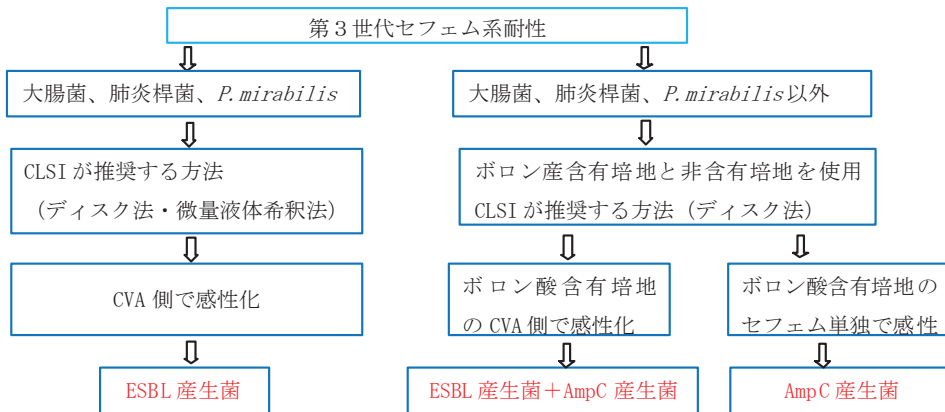 第３世代セフェム系耐性
大腸菌、肺炎桿菌、P.mirabilis
大腸菌、肺炎桿菌、P.mirabilis以外
CLSIが推奨する方法
（ディスク法・微量液体希釈法）
ボロン産含有培地と非含有培地を使用
CLSIが推奨する方法（ディスク法）
CVA側で感性化
ボロン酸含有培地
のCVA側で感性化
ボロン酸含有培地の
セフェム単独で感性
ESBL産生菌
ESBL産生菌＋AmpC産生菌
AmpC産生菌